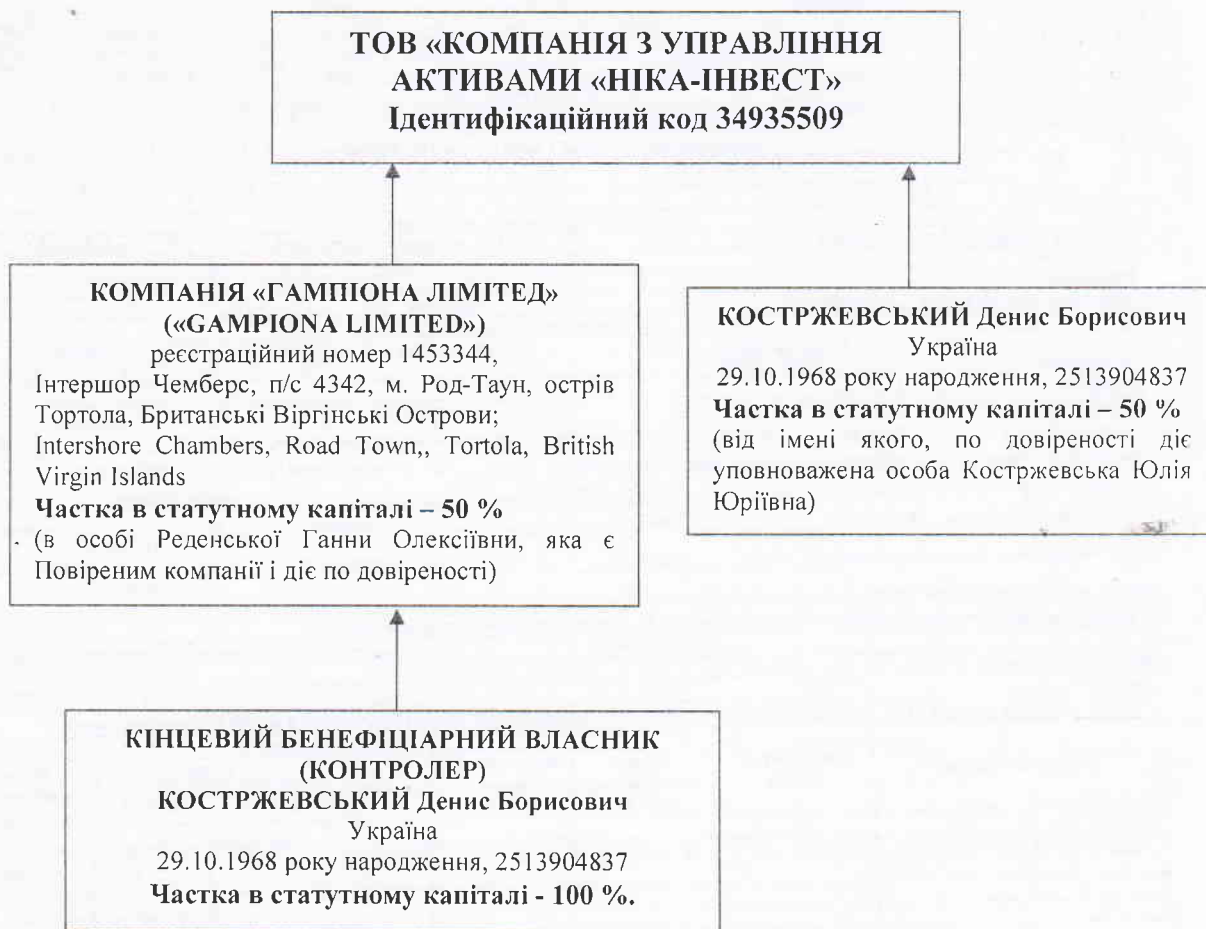 ТОВ «КОМПАНІЯ З УПРАВЛІННЯ
АКТИВАМИ «НІКА-ІНВЕСТ»
Ідентифікаційний код 34935509
КОМПАНІЯ «ГАМПІОНА ЛІМІТЕД»
(«GAMPIONA LIMITED»)
реєстраційний номер 1453344,
Інтершор Чемберс, п/с 4342, м. Род-Таун, острів
Тортола, Британські Віргінські Острови;
Intershore Chambers, Road Town,, Tortola, British
Virgin Islands
Частка в статутному капіталі – 50 %
(в особі Реденської Ганни Олексіївни, яка є
Повіреним компанії і діє по довіреності)
КОСТРЖЕВСЬКИЙ Денис Борисович
Україна
29.10.1968 року народження, 2513904837
Частка в статутному капіталі – 50 %
(від імені якого, по довіреності діє
уповноважена особа Костржевська Юлія
Юріївна)
КІНЦЕВИЙ БЕНЕФІЦІАРНИЙ ВЛАСНИК
(КОНТРОЛЕР)
КОСТРЖЕВСЬКИЙ Денис Борисович
Україна
29.10.1968 року народження, 2513904837
Частка в статутному капіталі - 100 %.